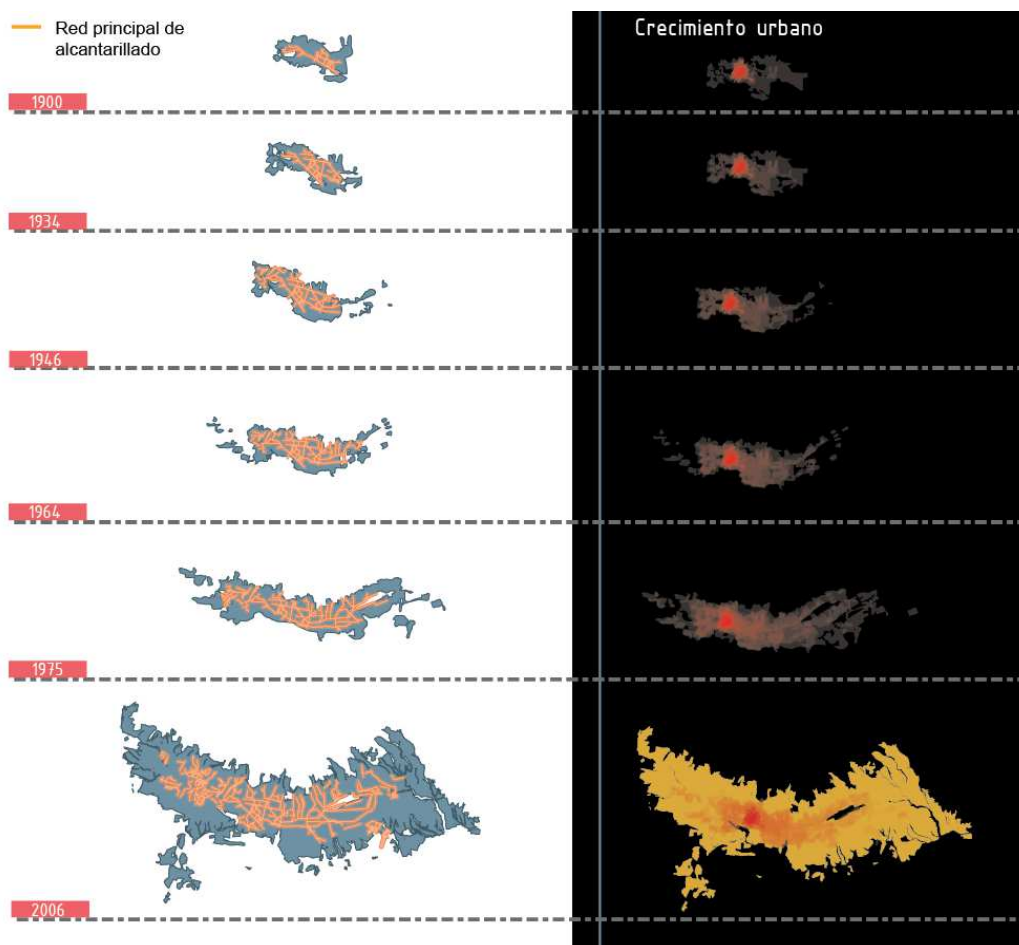 Red principal de
alcantarillado
Crecimiento urbano
1900
1934
1946
1964
1975
2006